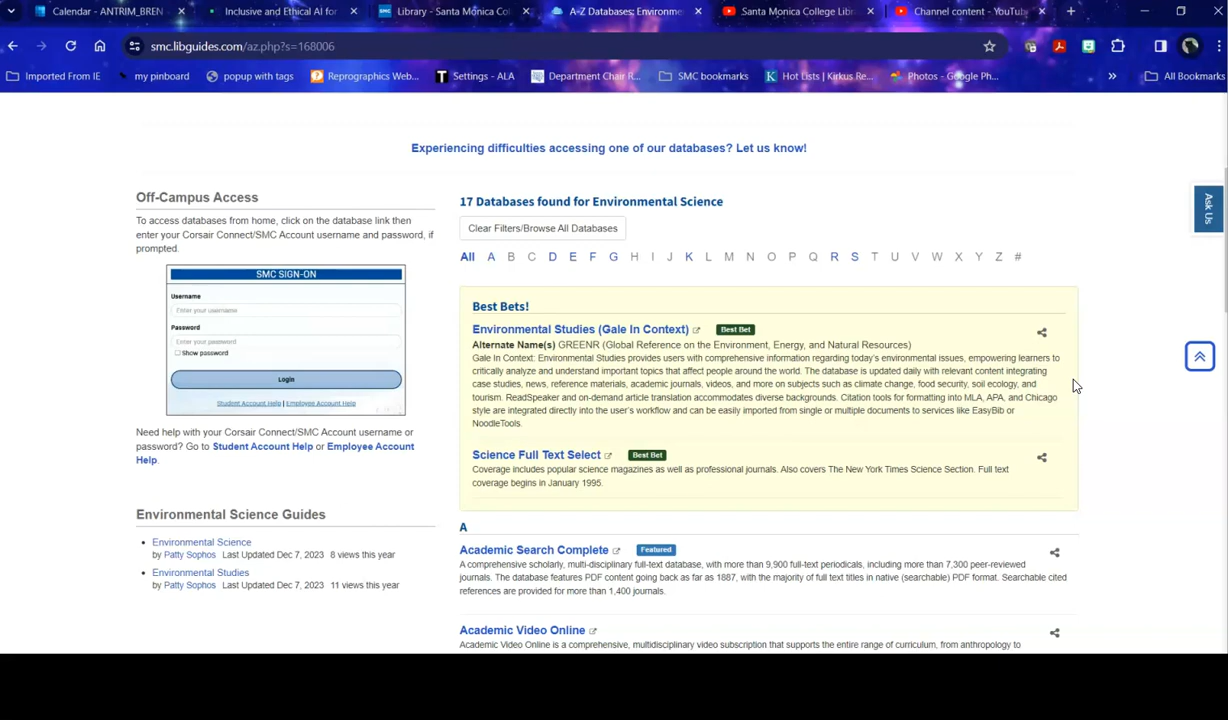 Calendar - ANTRIM_BREN
Inclusive and Ethical AI for
Library - Santa Monica Col
A-Z Databases: Environme
Santa Monica College Libr
Channel content - YouTub
smc.libguides.com/az.php?s=168006
Imported From IE
my pinboard
popup with tags
Reprographics Web...
Settings - ALA
Department Chair R...
SMC bookmarks
Hot Lists | Kirkus Re...
Photos - Google Ph...
All Bookmarks
Experiencing difficulties accessing one of our databases? Let us know!
Off-Campus Access
To access databases from home, click on the database link then
enter your Corsair Connect/SMC Account username and password, if
prompted.
SMC SIGN-ON
Username
Enter your username
Password
Enter your password
Show password
Login
Student Account Help | Employee Account Help
Need help with your Corsair Connect/SMC Account username or
password? Go to Student Account Help or Employee Account
Help.
Environmental Science Guides
Environmental Science
by Patty Sophos Last Updated Dec 7, 2023 8 views this year
Environmental Studies
by Patty Sophos Last Updated Dec 7, 2023 11 views this year
17 Databases found for Environmental Science
Clear Filters/Browse All Databases
All A B C D E F G H I J K L M N O P Q R S T U V W X Y Z #
Best Bets!
Environmental Studies (Gale In Context) Best Bet
Alternate Name(s) GREENR (Global Reference on the Environment, Energy, and Natural Resources)
Gale In Context: Environmental Studies provides users with comprehensive information regarding today's environmental issues, empowering learners to
critically analyze and understand important topics that affect people around the world. The database is updated daily with relevant content integrating
case studies, news, reference materials, academic journals, videos, and more on subjects such as climate change, food security, soil ecology, and
tourism. ReadSpeaker and on-demand article translation accommodates diverse backgrounds. Citation tools for formatting into MLA, APA, and Chicago
style are integrated directly into the user's workflow and can be easily imported from single or multiple documents to services like EasyBib or
NoodleTools.
Science Full Text Select Best Bet
Coverage includes popular science magazines as well as professional journals. Also covers The New York Times Science Section. Full text
coverage begins in January 1995.
A
Academic Search Complete Featured
A comprehensive scholarly, multi-disciplinary full-text database, with more than 9,900 full-text periodicals, including more than 7,300 peer-reviewed
journals. The database features PDF content going back as far as 1887, with the majority of full text titles in native (searchable) PDF format. Searchable cited
references are provided for more than 1,400 journals.
Academic Video Online
Academic Video Online is a comprehensive, multidisciplinary video subscription that supports the entire range of curriculum, from anthropology to
Ask Us